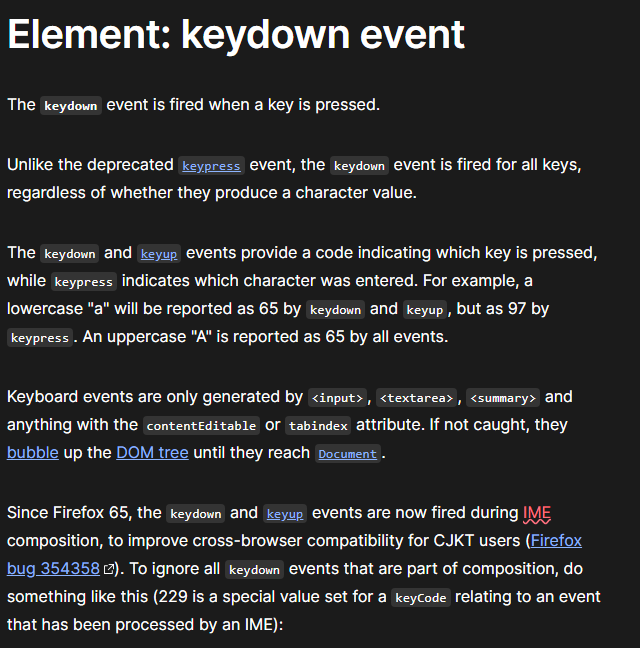 Element: keydown event
The keydown event is fired when a key is pressed.
Unlike the deprecated keypress event, the keydown event is fired for all keys,
regardless of whether they produce a character value.
The keydown and keyup events provide a code indicating which key is pressed,
while keypress indicates which character was entered. For example, a
lowercase "a" will be reported as 65 by keydown and keyup, but as 97 by
keypress. An uppercase "A" is reported as 65 by all events.
Keyboard events are only generated by <input>, <textarea>, <summary> and
anything with the contentEditable or tabindex attribute. If not caught, they
bubble up the DOM tree until they reach Document.
Since Firefox 65, the keydown and keyup events are now fired during IME
composition, to improve cross-browser compatibility for CJKT users (Firefox
bug 354358). To ignore all keydown events that are part of composition, do
something like this (229 is a special value set for a keyCode relating to an event
that has been processed by an IME):